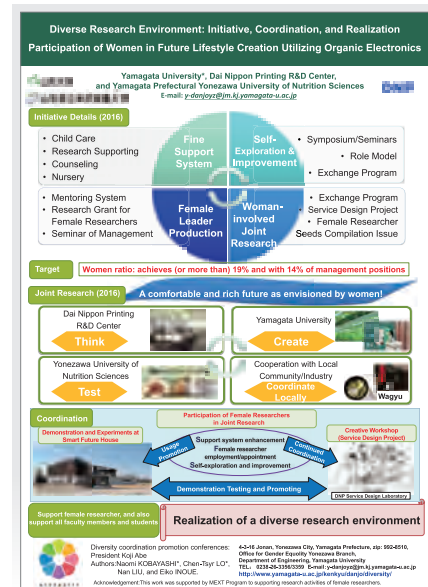 Diverse Research Environment: Initiative, Coordination, and Realization
Participation of Women in Future Lifestyle Creation Utilizing Organic Electronics
Yamagata University*, Dai Nippon Printing R&D Center,
and Yamagata Prefectural Yonezawa University of Nutrition Sciences
E-mail: y-danjoyz@jm.kj.yamagata-u.ac.jp
DNP
Initiative Details (2016)
• Child Care
• Research Supporting
• Counseling
• Nursery
Fine
Support
System
Self-
Exploration &
Improvement
• Symposium/Seminars
• Role Model
• Exchange Program
• Mentoring System
• Research Grant for
Female Researchers
• Seminar of Management
Female
Leader
Production
Woman-
involved
Joint
Research
• Exchange Program
• Service Design Project
• Female Researcher
Seeds Compilation Issue
Target
Women ratio: achieves (or more than) 19% and with 14% of management positions
Joint Research (2016)
A comfortable and rich future as envisioned by women!
Dai Nippon Printing
R&D Center
Think
Yamagata University
Create
Yonezawa University of
Nutrition Sciences
Test
Cooperation with Local
Community/Industry
Coordinate
Locally
Wagyu
Coordination
Participation of Female Researchers
in Joint Research
Demonstration and Experiments at
Smart Future House
Creative Workshop
(Service Design Project)
Usage
Promotion
Support system enhancement
Female researcher
employment/appointment
Self-exploration and improvement
Continued
Coordination
Demonstration Testing and Promoting
DNP Service Design Laboratory
Support female researcher, and also
support all faculty members and students
Realization of a diverse research environment
Diversity coordination promotion conferences:
President Koji Abe
Authors:Naomi KOBAYASHI*, Chen-Tsyr LO*,
Nan LIU, and Eiko INOUE.
4-3-16 Jonan, Yonezawa City, Yamagata Prefecture, zip: 992-8510,
Office for Gender Equality Yonezawa Branch,
Department of Engineering, Yamagata University
TEL: 0238-26-3356/3359 E-mail: y-danjoyz@jm.kj.yamagata-u.ac.jp
http://www.yamagata-u.ac.jp/kenkyu/danjo/diversity/
Acknowledgement:This work was supported by MEXT Program to supporting research activities of female researchers.